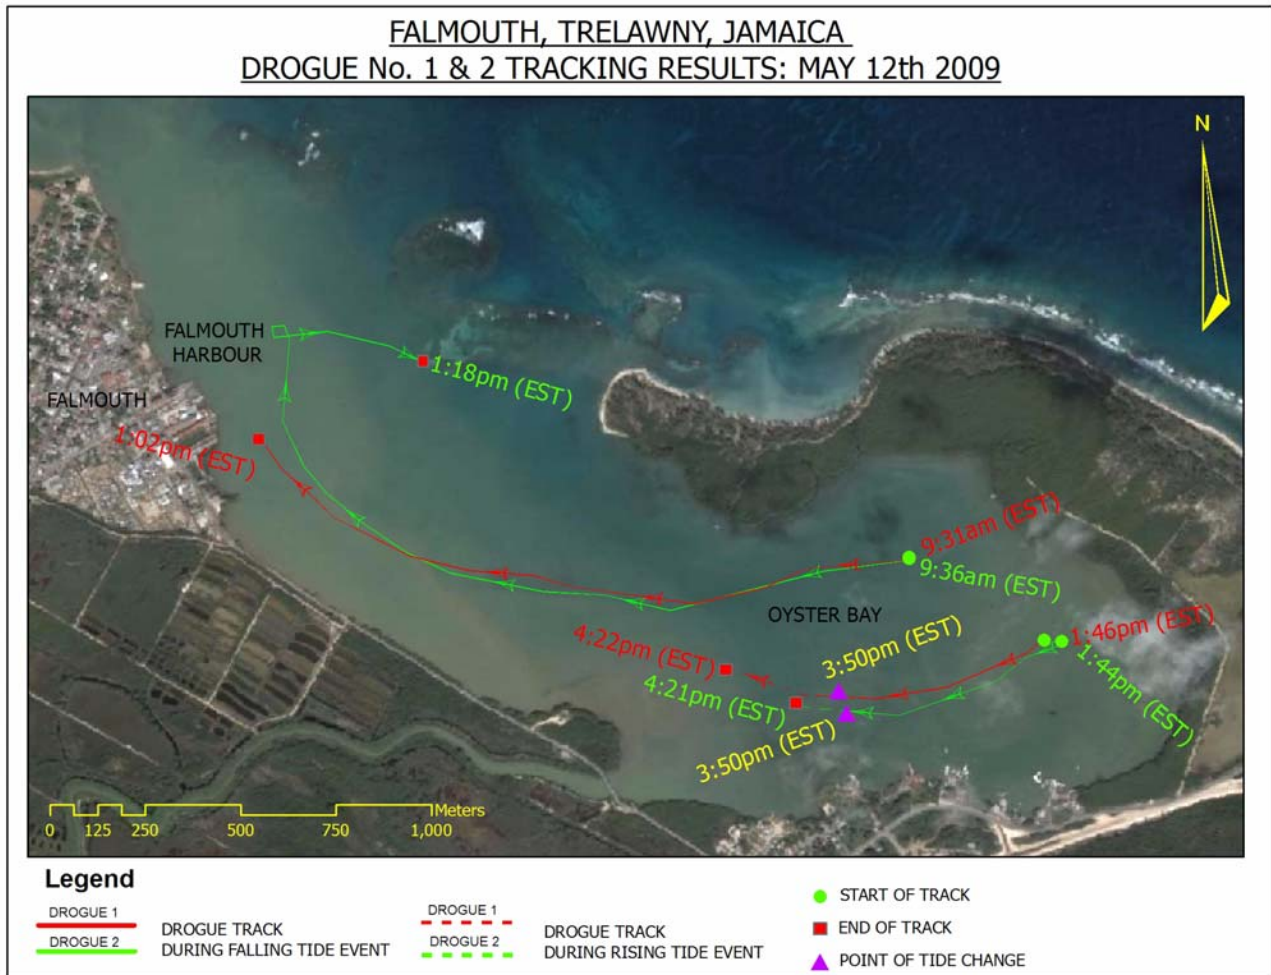 FALMOUTH, TRELAWNY, JAMAICA
DROGUE No. 1 & 2 TRACKING RESULTS: MAY 12th 2009
N
FALMOUTH
HARBOUR
1:18pm (EST)
FALMOUTH
1:02pm (EST)
9:31am (EST)
9:36am (EST)
OYSTER BAY
1:46pm (EST)
1:44pm (EST)
3:50pm (EST)
4:22pm (EST)
4:21pm (EST)
3:50pm (EST)
Meters
0 125 250 500 750 1,000
Legend
DROGUE 1
DROGUE 2
DROGUE TRACK
DURING FALLING TIDE EVENT
DROGUE 1
DROGUE 2
DROGUE TRACK
DURING RISING TIDE EVENT
START OF TRACK
END OF TRACK
POINT OF TIDE CHANGE